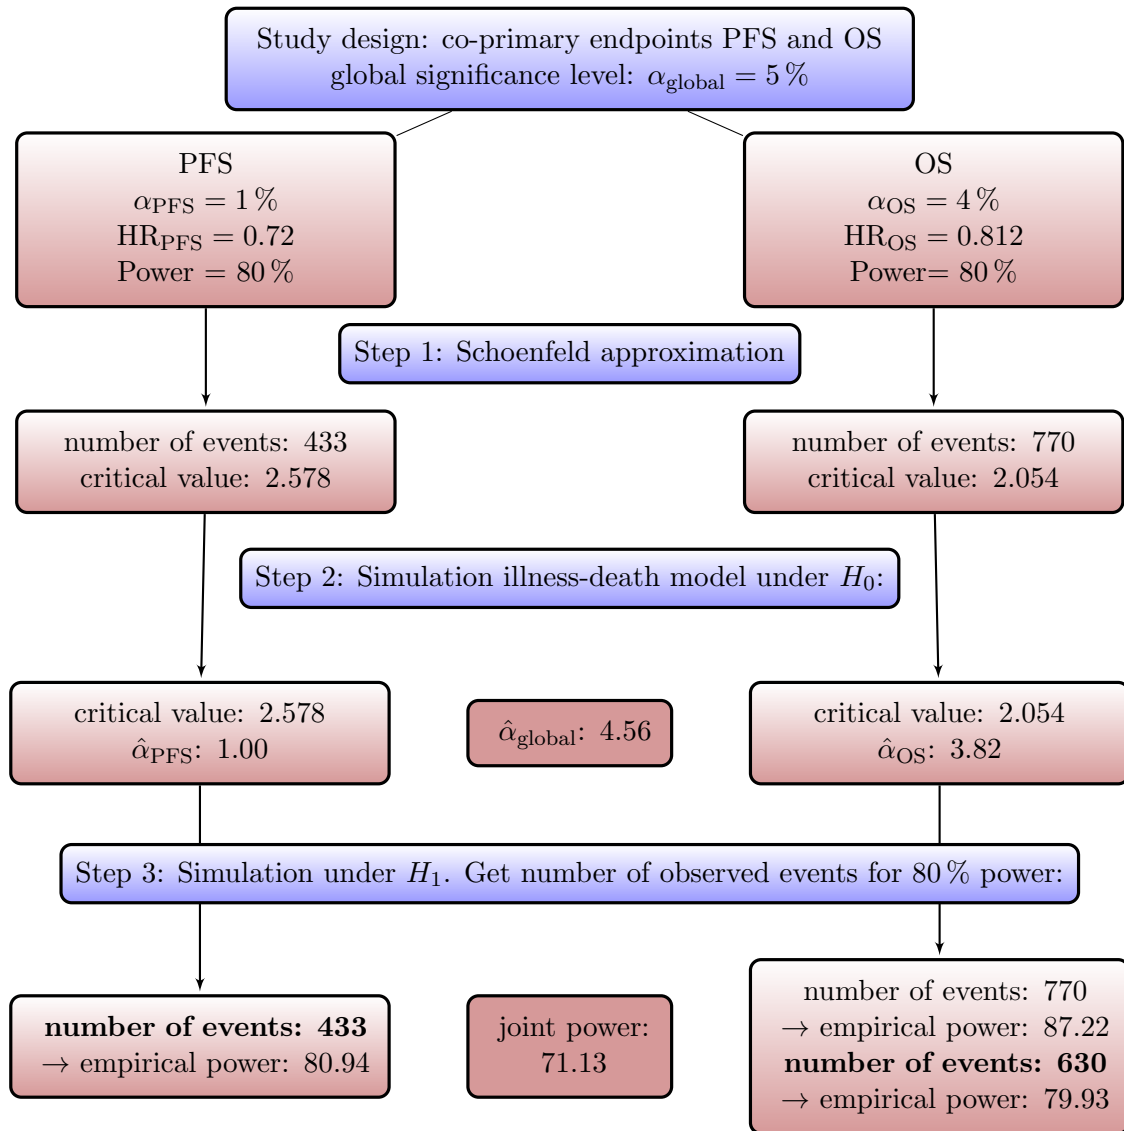 Study design: co-primary endpoints PFS and OS
global significance level: α_global = 5 %
PFS
α_PFS = 1 %
HR_PFS = 0.72
Power = 80 %
OS
α_OS = 4 %
HR_OS = 0.812
Power= 80 %
Step 1: Schoenfeld approximation
number of events: 433
critical value: 2.578
number of events: 770
critical value: 2.054
Step 2: Simulation illness-death model under H_0:
critical value: 2.578
α̂_PFS: 1.00
α̂_global: 4.56
critical value: 2.054
α̂_OS: 3.82
Step 3: Simulation under H_1. Get number of observed events for 80 % power:
number of events: 433
→ empirical power: 80.94
joint power:
71.13
number of events: 770
→ empirical power: 87.22
number of events: 630
→ empirical power: 79.93